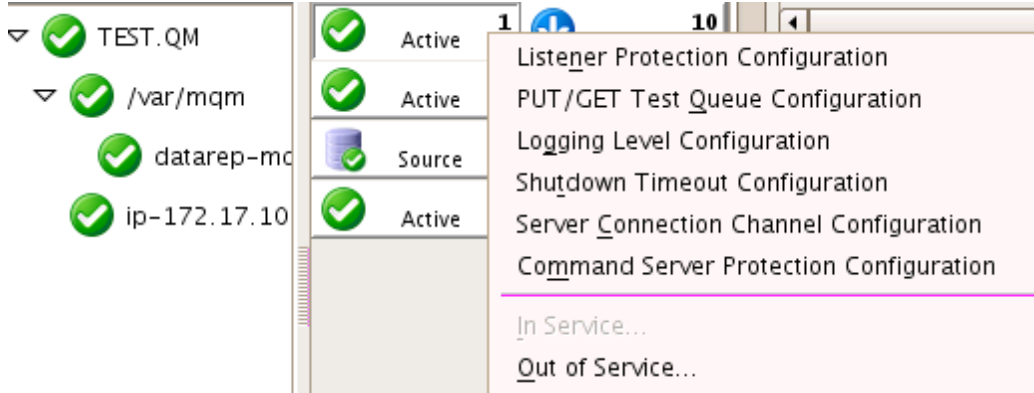 TEST.QM
Active 1 10
/var/mqm
Active
datarep-mc
Source
ip-172.17.10
Active
Listener Protection Configuration
PUT/GET Test Queue Configuration
Logging Level Configuration
Shutdown Timeout Configuration
Server Connection Channel Configuration
Command Server Protection Configuration
In Service...
Out of Service...